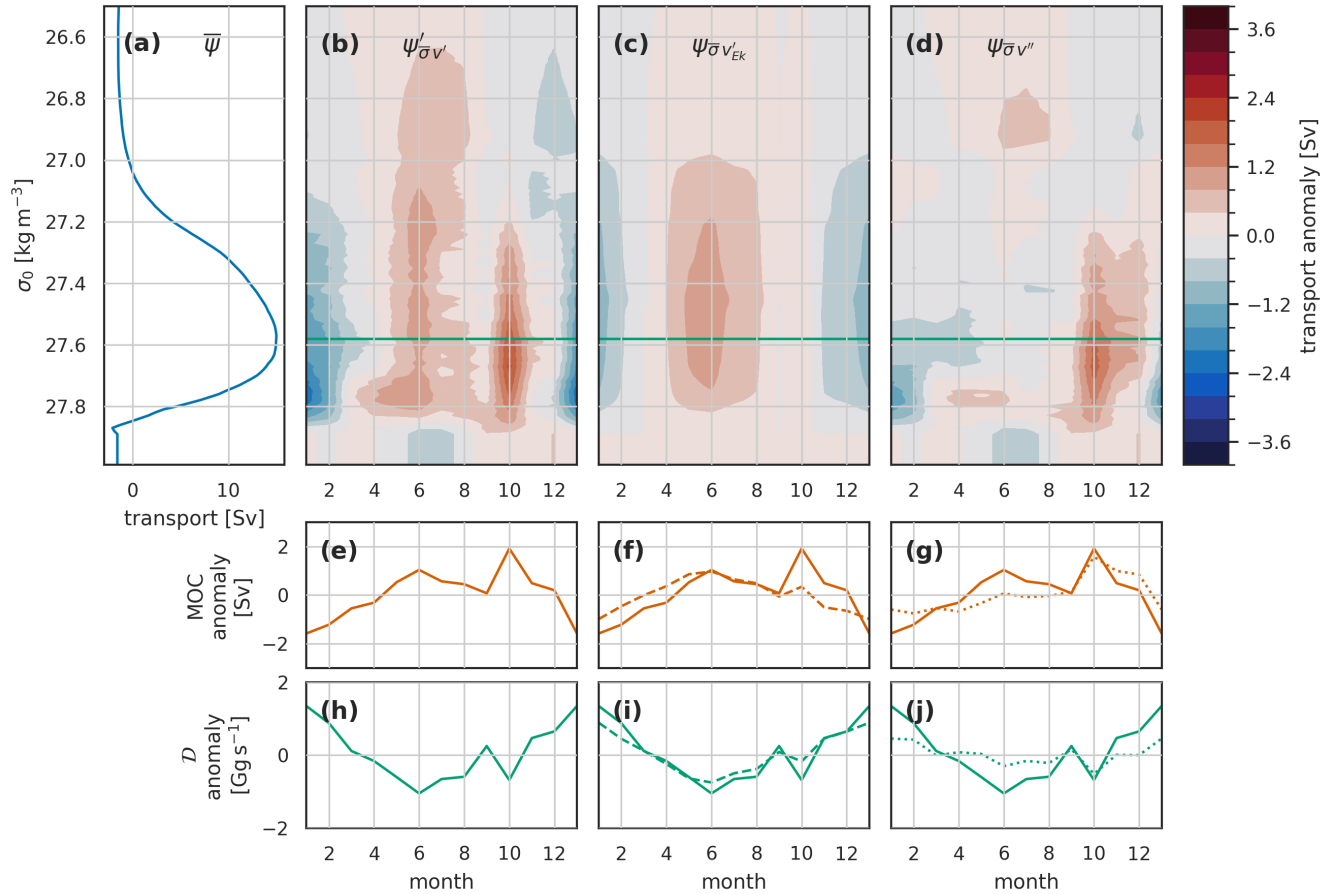 (a) ψ̅
(b) ψ′_{σ̅ v′}
(c) ψ_{σ̅ v′_{Ek}}
(d) ψ_{σ̅ v″}
26.6
26.8
27.0
27.2
27.4
27.6
27.8
σ₀ [kg m⁻³]
0 10
transport [Sv]
2 4 6 8 10 12
2 4 6 8 10 12
2 4 6 8 10 12
3.6
2.4
1.2
0.0
−1.2
−2.4
−3.6
transport anomaly [Sv]
(e)
(f)
(g)
2
0
−2
MOC
anomaly
[Sv]
(h)
(i)
(j)
2
0
−2
𝒟
anomaly
[Gg s⁻¹]
2 4 6 8 10 12
2 4 6 8 10 12
2 4 6 8 10 12
month
month
month